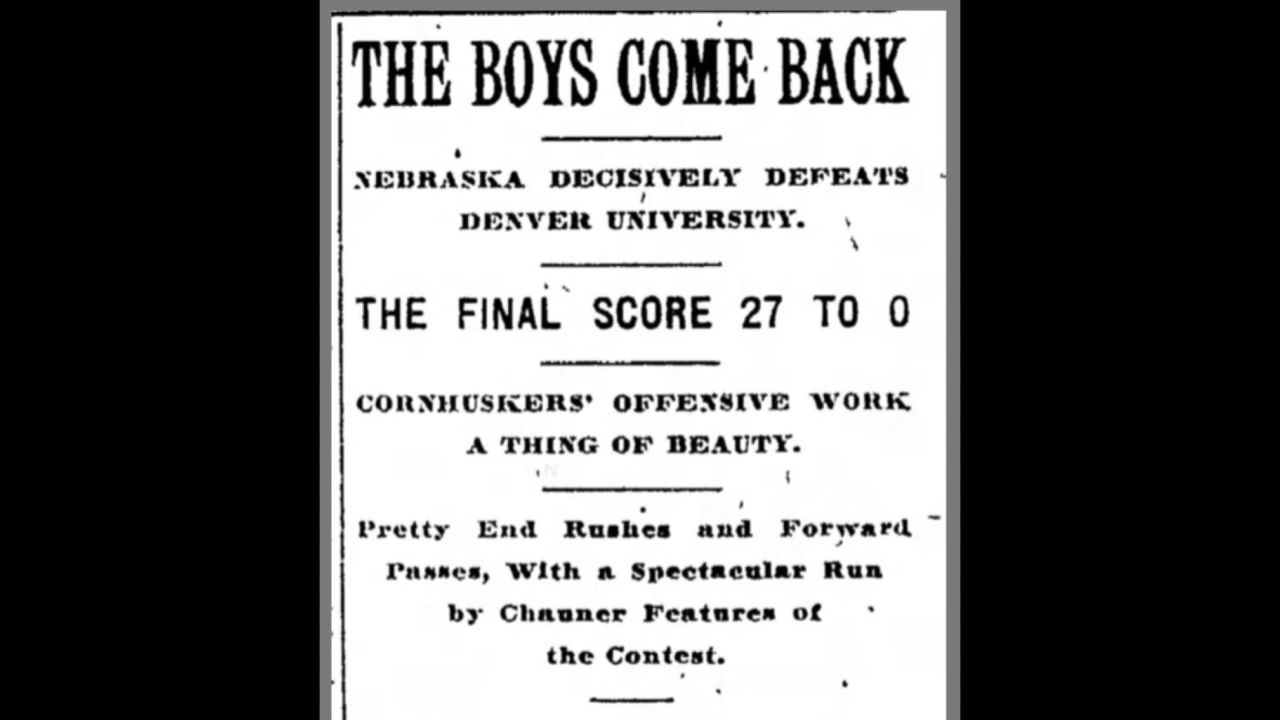 THE BOYS COME BACK
NEBRASKA DECISIVELY DEFEATS
DENVER UNIVERSITY.
THE FINAL SCORE 27 TO 0
CORNHUSKERS' OFFENSIVE WORK
A THING OF BEAUTY.
Pretty End Rushes and Forward
Passes, With a Spectacular Run
by Chauner Features of
the Contest.